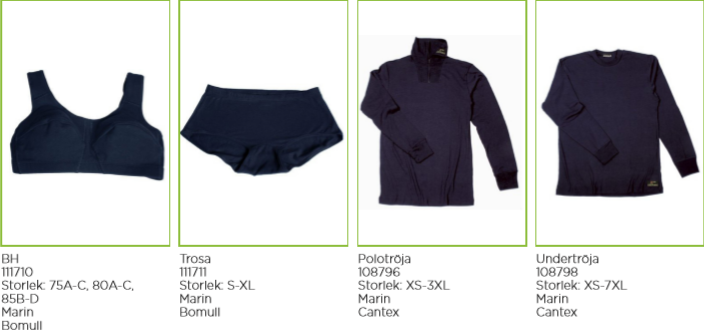 BH
111710
Storlek: 75A-C, 80A-C,
85B-D
Marin
Bomull
Trosa
111711
Storlek: S-XL
Marin
Bomull
Polotröja
108796
Storlek: XS-3XL
Marin
Cantex
Undertröja
108798
Storlek: XS-7XL
Marin
Cantex